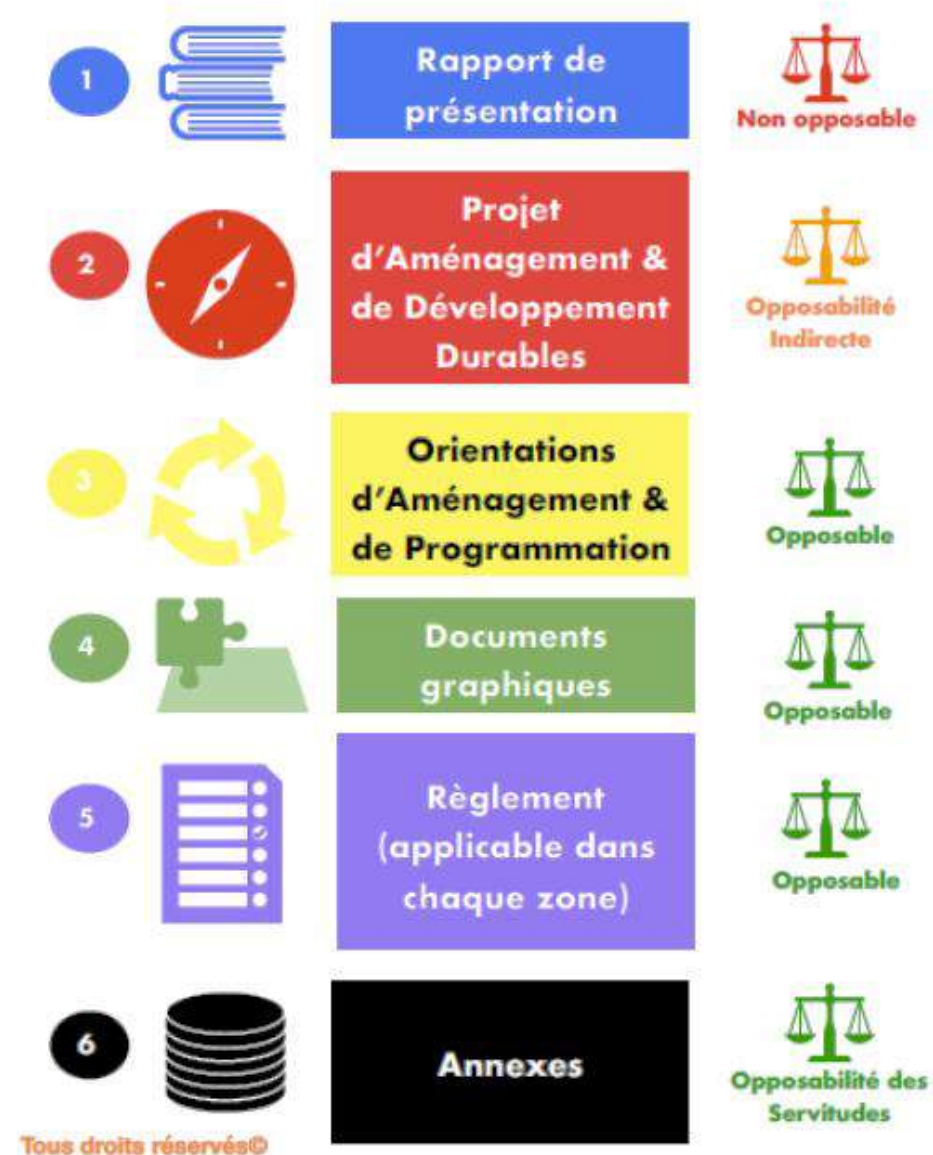 1
Rapport de
présentation
Non opposable
2
Projet
d'Aménagement &
de Développement
Durables
Opposabilité
Indirecte
3
Orientations
d'Aménagement &
de Programmation
Opposable
4
Documents
graphiques
Opposable
5
Règlement
(applicable dans
chaque zone)
Opposable
6
Annexes
Opposabilité des
Servitudes
Tous droits réservés©